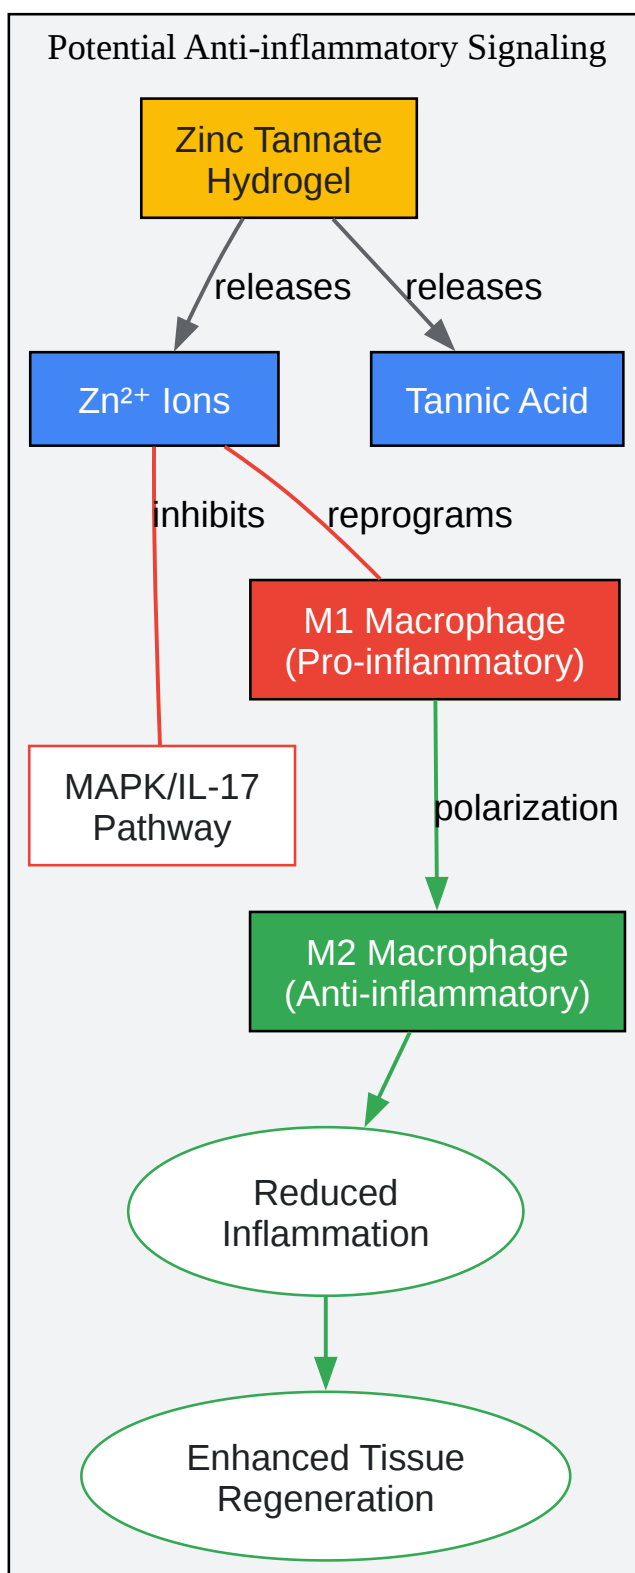 Potential Anti-inflammatory Signaling
Zinc Tannate
Hydrogel
releases
releases
Zn²⁺ Ions
Tannic Acid
inhibits
reprograms
M1 Macrophage
(Pro-inflammatory)
MAPK/IL-17
Pathway
polarization
M2 Macrophage
(Anti-inflammatory)
Reduced
Inflammation
Enhanced Tissue
Regeneration